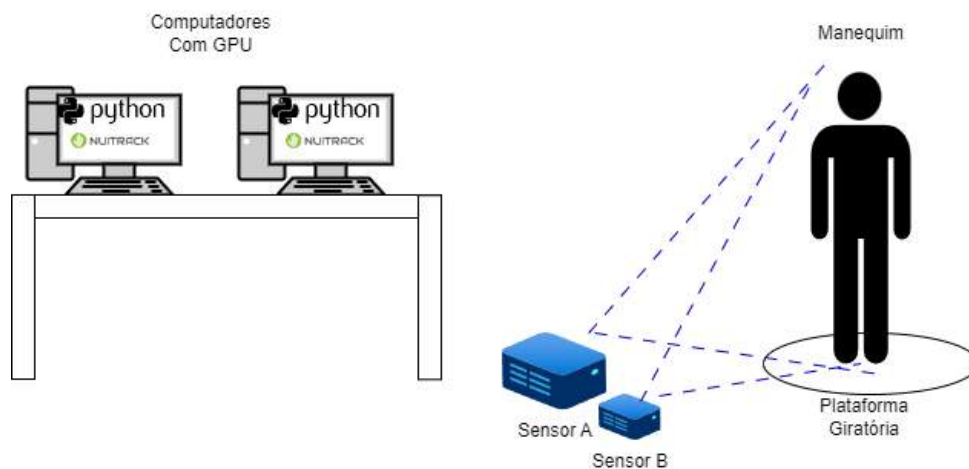 Computadores
Com GPU
Manequim
python
NUITRACK
python
NUITRACK
Sensor A
Sensor B
Plataforma
Giratória